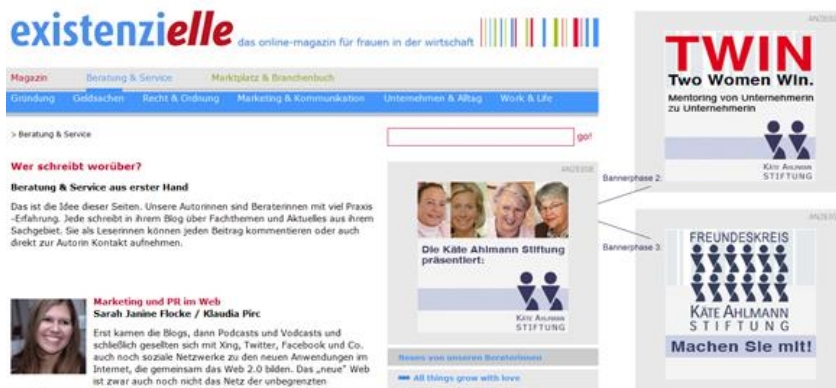 existenzielle das online-magazin für frauen in der wirtschaft
Magazin Beratung & Service Marktplatz & Branchenbuch
Gründung Geldsachen Recht & Ordnung Marketing & Kommunikation Unternehmen & Alltag Work & Life
> Beratung & Service
go!
Wer schreibt worüber?
Beratung & Service aus erster Hand
Das ist die Idee dieser Seiten. Unsere Autorinnen sind Beraterinnen mit viel Praxis
-Erfahrung. Jede schreibt in ihrem Blog über Fachthemen und Aktuelles aus ihrem
Sachgebiet. Sie als Leserinnen können jeden Beitrag kommentieren oder auch
direkt zur Autorin Kontakt aufnehmen.
Marketing und PR im Web
Sarah Janine Flocke / Klaudia Pirc
Erst kamen die Blogs, dann Podcasts und Vodcasts und
schließlich gesellten sich mit Xing, Twitter, Facebook und Co.
auch noch soziale Netzwerke zu den neuen Anwendungen im
Internet, die gemeinsam das Web 2.0 bilden. Das „neue" Web
ist zwar auch noch nicht das Netz der unbegrenzten
ANZEIGE
Die Käte Ahlmann Stiftung
präsentiert:
KÄTE AHLMANN
STIFTUNG
Neues von unseren Beraterinnen
All things grow with love
Bannerphase 2:
ANZEIGE
TWIN
Two Women Win.
Mentoring von Unternehmerin
zu Unternehmerin
KÄTE AHLMANN
STIFTUNG
Bannerphase 3:
ANZEIGE
FREUNDESKREIS
KÄTE AHLMANN
STIFTUNG
Machen Sie mit!